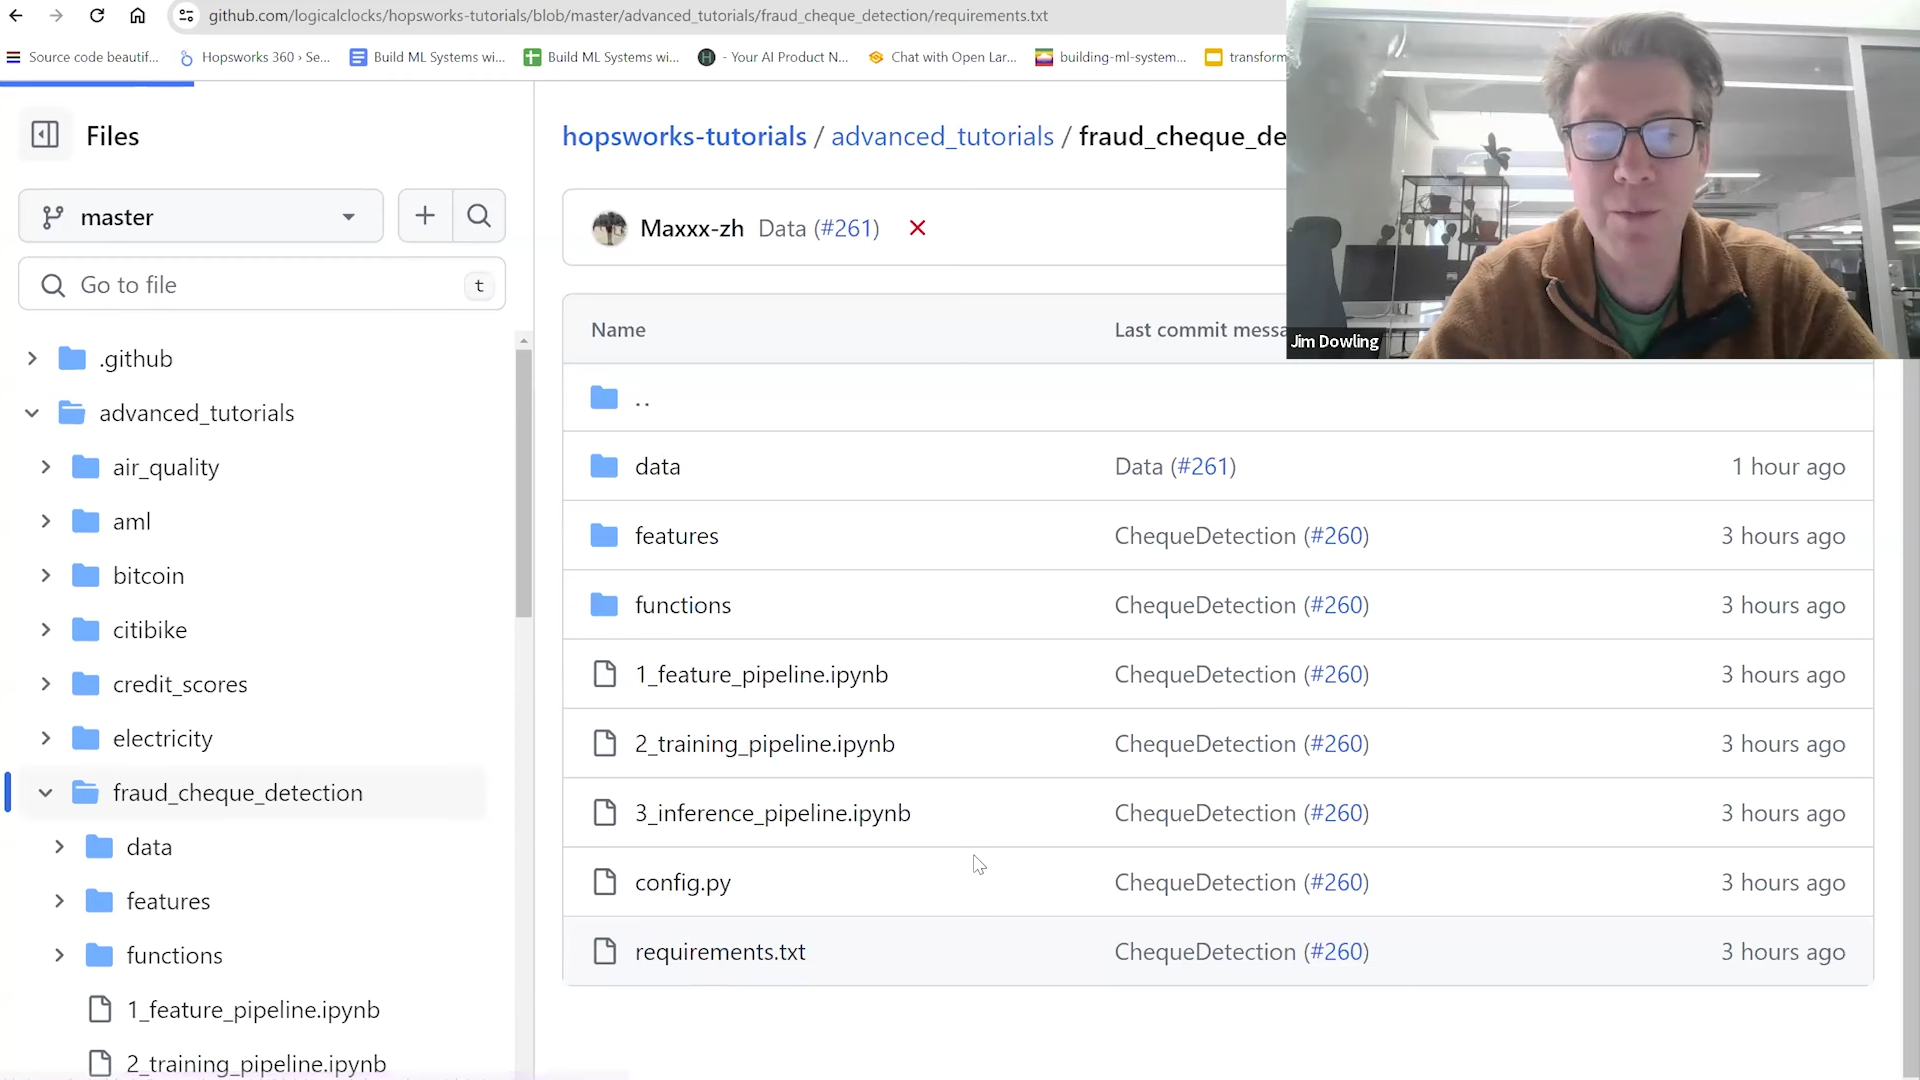 github.com/logicalclocks/hopsworks-tutorials/blob/master/advanced_tutorials/fraud_cheque_detection/requirements.txt
Source code beautif... Hopsworks 360 › Se... Build ML Systems wi... Build ML Systems wi... - Your AI Product N... Chat with Open Lar... building-ml-system... transform
Files
master
Go to file t
.github
advanced_tutorials
air_quality
aml
bitcoin
citibike
credit_scores
electricity
fraud_cheque_detection
data
features
functions
1_feature_pipeline.ipynb
2_training_pipeline.ipynb
hopsworks-tutorials / advanced_tutorials / fraud_cheque_de
Maxxx-zh Data (#261)
Name Last commit messa
..
data Data (#261) 1 hour ago
features ChequeDetection (#260) 3 hours ago
functions ChequeDetection (#260) 3 hours ago
1_feature_pipeline.ipynb ChequeDetection (#260) 3 hours ago
2_training_pipeline.ipynb ChequeDetection (#260) 3 hours ago
3_inference_pipeline.ipynb ChequeDetection (#260) 3 hours ago
config.py ChequeDetection (#260) 3 hours ago
requirements.txt ChequeDetection (#260) 3 hours ago
Jim Dowling